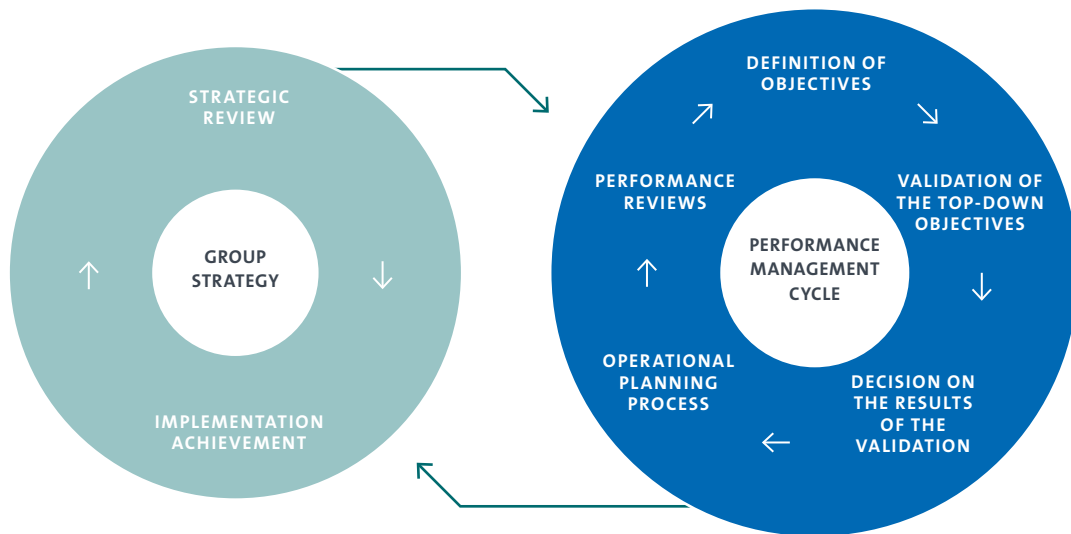 STRATEGIC
REVIEW
GROUP
STRATEGY
IMPLEMENTATION
ACHIEVEMENT
DEFINITION OF
OBJECTIVES
VALIDATION OF
THE TOP-DOWN
OBJECTIVES
DECISION ON
THE RESULTS
OF THE
VALIDATION
OPERATIONAL
PLANNING
PROCESS
PERFORMANCE
REVIEWS
PERFORMANCE
MANAGEMENT
CYCLE